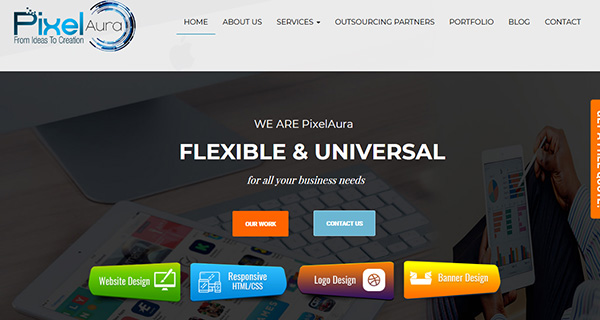 Pixel Aura
From Ideas To Creation
HOME ABOUT US SERVICES OUTSOURCING PARTNERS PORTFOLIO BLOG CONTACT
WE ARE PixelAura
FLEXIBLE & UNIVERSAL
for all your business needs
OUR WORK CONTACT US
GET A FREE QUOTE!
Website Design
Responsive
HTML/CSS
Logo Design
Banner Design